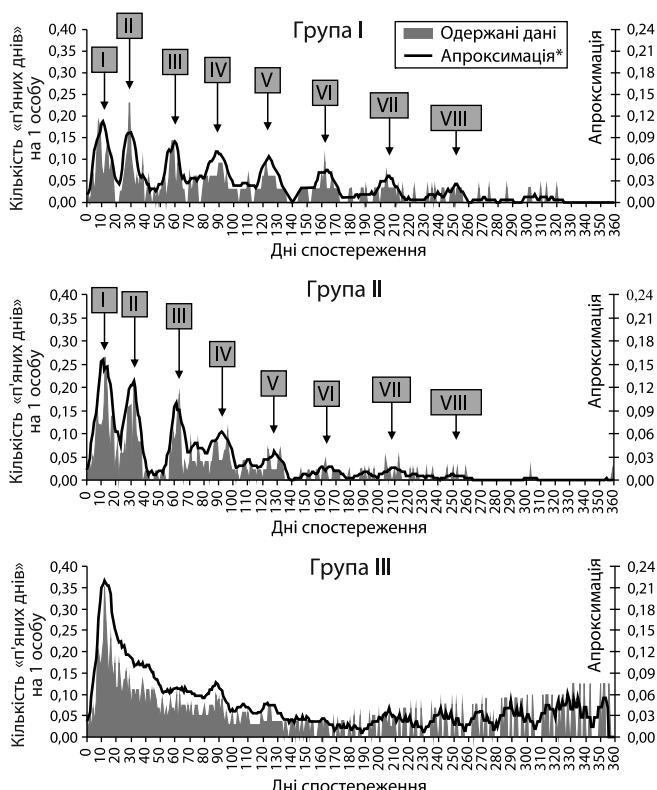 Група I
Одержані дані
Апроксимація*
I II III IV V VI VII VIII
Кількість «п'яних днів»
на 1 особу
0,40
0,35
0,30
0,25
0,20
0,15
0,10
0,05
0,00
Апроксимація
0,24
0,21
0,18
0,15
0,12
0,09
0,06
0,03
0,00
0 10 20 30 40 50 60 70 80 90 100 110 120 130 140 150 160 170 180 190 200 210 220 230 240 250 260 270 280 290 300 310 320 330 340 350 360
Дні спостереження
Група II
I II III IV V VI VII VIII
Кількість «п'яних днів»
на 1 особу
0,40
0,35
0,30
0,25
0,20
0,15
0,10
0,05
0,00
Апроксимація
0,24
0,21
0,18
0,15
0,12
0,09
0,06
0,03
0,00
0 10 20 30 40 50 60 70 80 90 100 110 120 130 140 150 160 170 180 190 200 210 220 230 240 250 260 270 280 290 300 310 320 330 340 350 360
Дні спостереження
Група III
Кількість «п'яних днів»
на 1 особу
0,40
0,35
0,30
0,25
0,20
0,15
0,10
0,05
0,00
Апроксимація
0,24
0,21
0,18
0,15
0,12
0,09
0,06
0,03
0,00
0 10 20 30 40 50 60 70 80 90 100 110 120 130 140 150 160 170 180 190 200 210 220 230 240 250 260 270 280 290 300 310 320 330 340 350 360
Дні спостереження